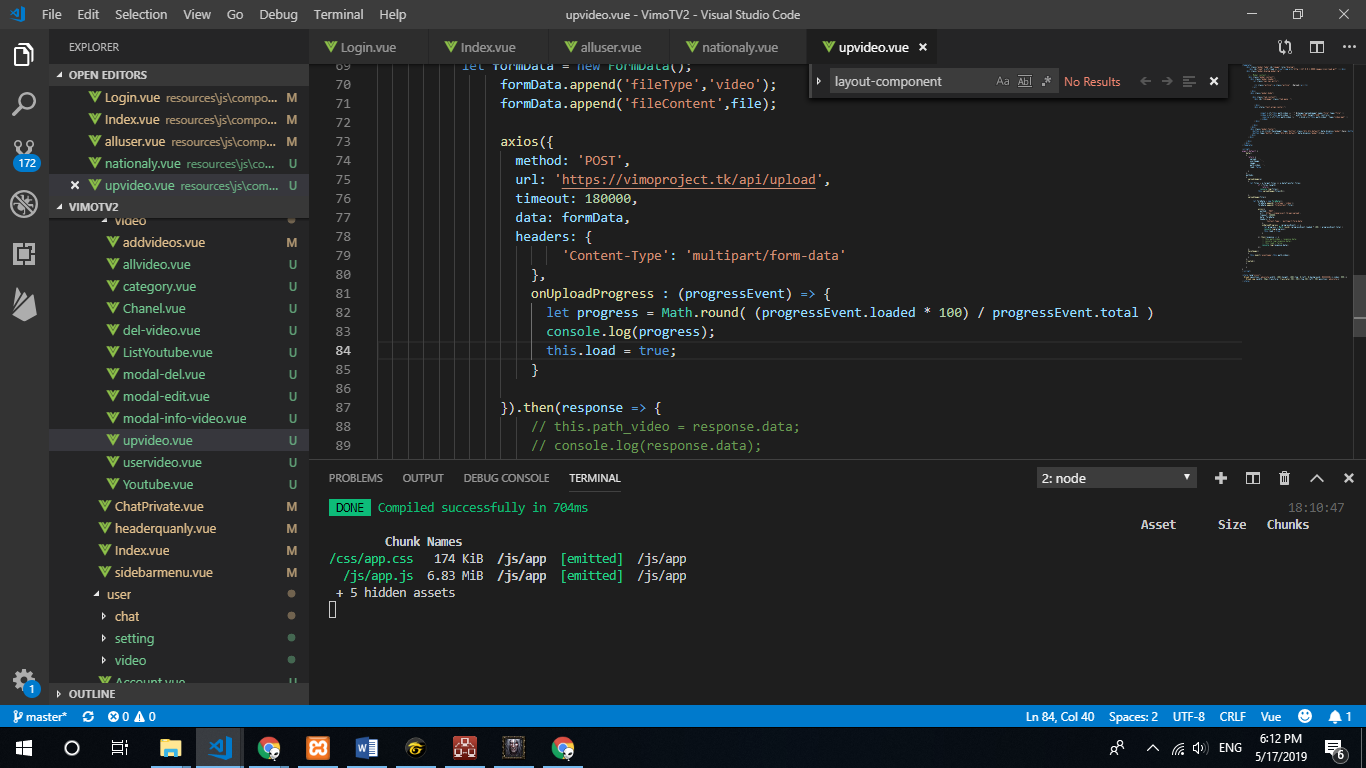 File Edit Selection View Go Debug Terminal Help
upvideo.vue - VimoTV2 - Visual Studio Code
EXPLORER
OPEN EDITORS
Login.vue resources\js\compo... M
Index.vue resources\js\compo... M
alluser.vue resources\js\comp... M
nationaly.vue resources\js\co... U
upvideo.vue resources\js\com... U
VIMOTV2
video
addvideos.vue M
allvideo.vue U
category.vue U
Chanel.vue U
del-video.vue U
ListYoutube.vue U
modal-del.vue U
modal-edit.vue U
modal-info-video.vue U
upvideo.vue U
uservideo.vue U
Youtube.vue U
ChatPrivate.vue M
headerquanly.vue M
Index.vue M
sidebarmenu.vue M
user
chat
setting
video
Account.vue U
OUTLINE
172
1
Login.vue Index.vue alluser.vue nationaly.vue upvideo.vue
layout-component Aa Abl .* No Results
69 let formData = new FormData();
70 formData.append('fileType','video');
71 formData.append('fileContent',file);
72
73 axios({
74 method: 'POST',
75 url: 'https://vimoproject.tk/api/upload',
76 timeout: 180000,
77 data: formData,
78 headers: {
79 'Content-Type': 'multipart/form-data'
80 },
81 onUploadProgress : (progressEvent) => {
82 let progress = Math.round( (progressEvent.loaded * 100) / progressEvent.total )
83 console.log(progress);
84 this.load = true;
85 }
86
87 }).then(response => {
88 // this.path_video = response.data;
89 // console.log(response.data);
PROBLEMS OUTPUT DEBUG CONSOLE TERMINAL
2: node
DONE Compiled successfully in 704ms 18:10:47
Asset Size Chunks
Chunk Names
/css/app.css 174 KiB /js/app [emitted] /js/app
/js/app.js 6.83 MiB /js/app [emitted] /js/app
+ 5 hidden assets
master* 0 0
Ln 84, Col 40 Spaces: 2 UTF-8 CRLF Vue 1
ENG
6:12 PM
5/17/2019
6